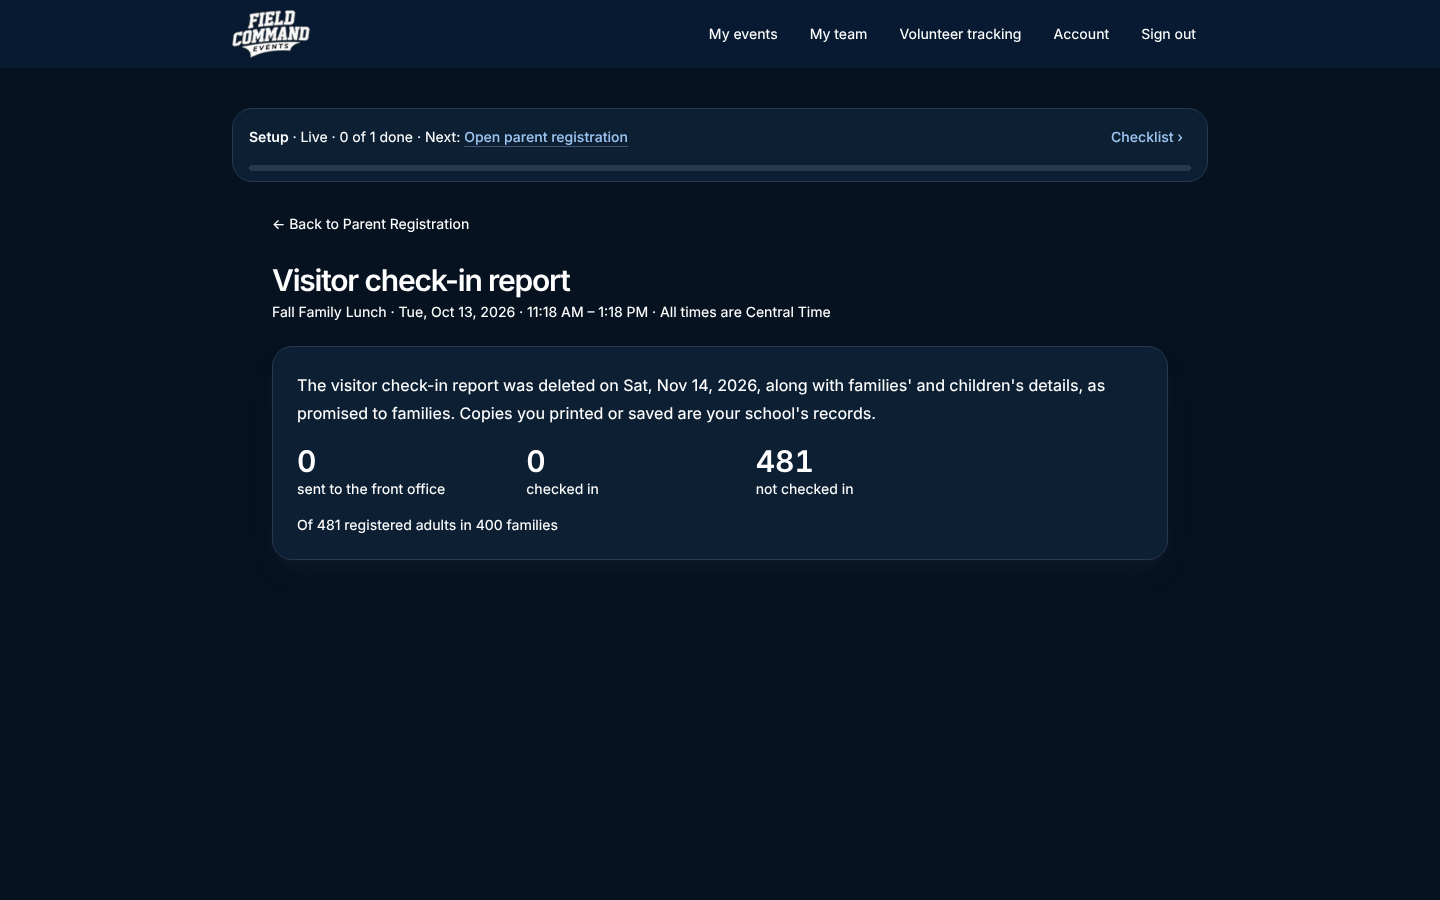 FIELD
COMMAND
EVENTS
My events
My team
Volunteer tracking
Account
Sign out
Setup · Live · 0 of 1 done · Next: Open parent registration
Checklist ›
← Back to Parent Registration
Visitor check-in report
Fall Family Lunch · Tue, Oct 13, 2026 · 11:18 AM – 1:18 PM · All times are Central Time
The visitor check-in report was deleted on Sat, Nov 14, 2026, along with families' and children's details, as
promised to families. Copies you printed or saved are your school's records.
0
sent to the front office
0
checked in
481
not checked in
Of 481 registered adults in 400 families